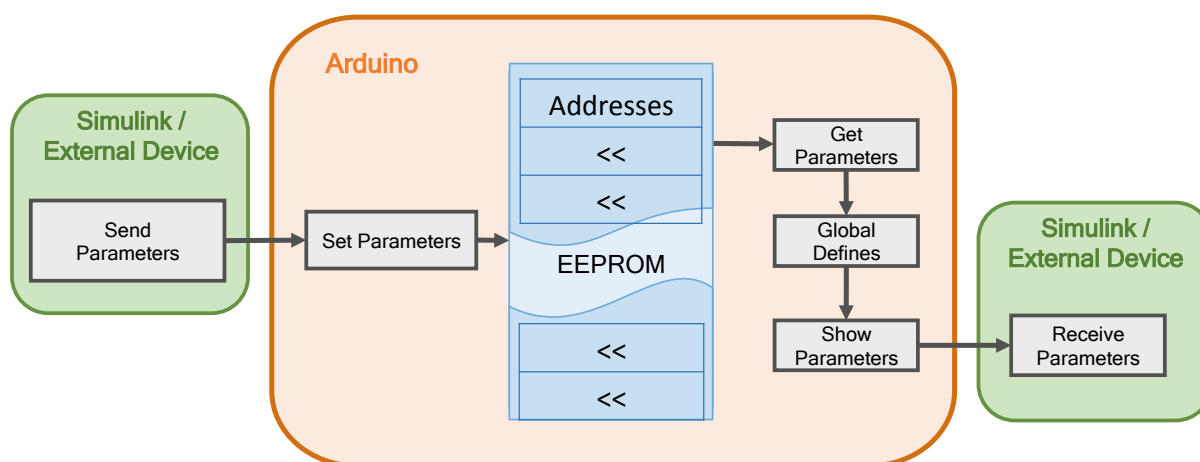 Arduino
Simulink /
External Device
Send
Parameters
Set Parameters
Addresses
<<
<<
EEPROM
<<
<<
Get
Parameters
Global
Defines
Show
Parameters
Simulink /
External Device
Receive
Parameters